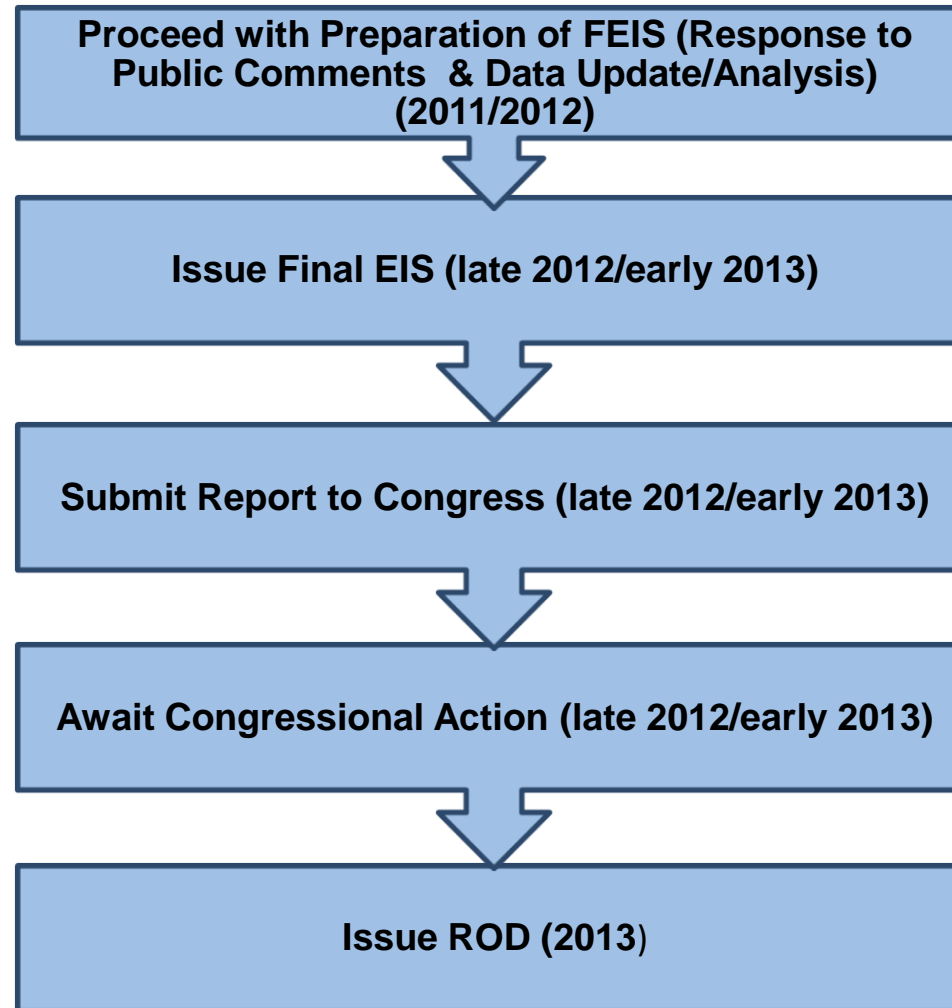 Proceed with Preparation of FEIS (Response to
Public Comments & Data Update/Analysis)
(2011/2012)
Issue Final EIS (late 2012/early 2013)
Submit Report to Congress (late 2012/early 2013)
Await Congressional Action (late 2012/early 2013)
Issue ROD (2013)